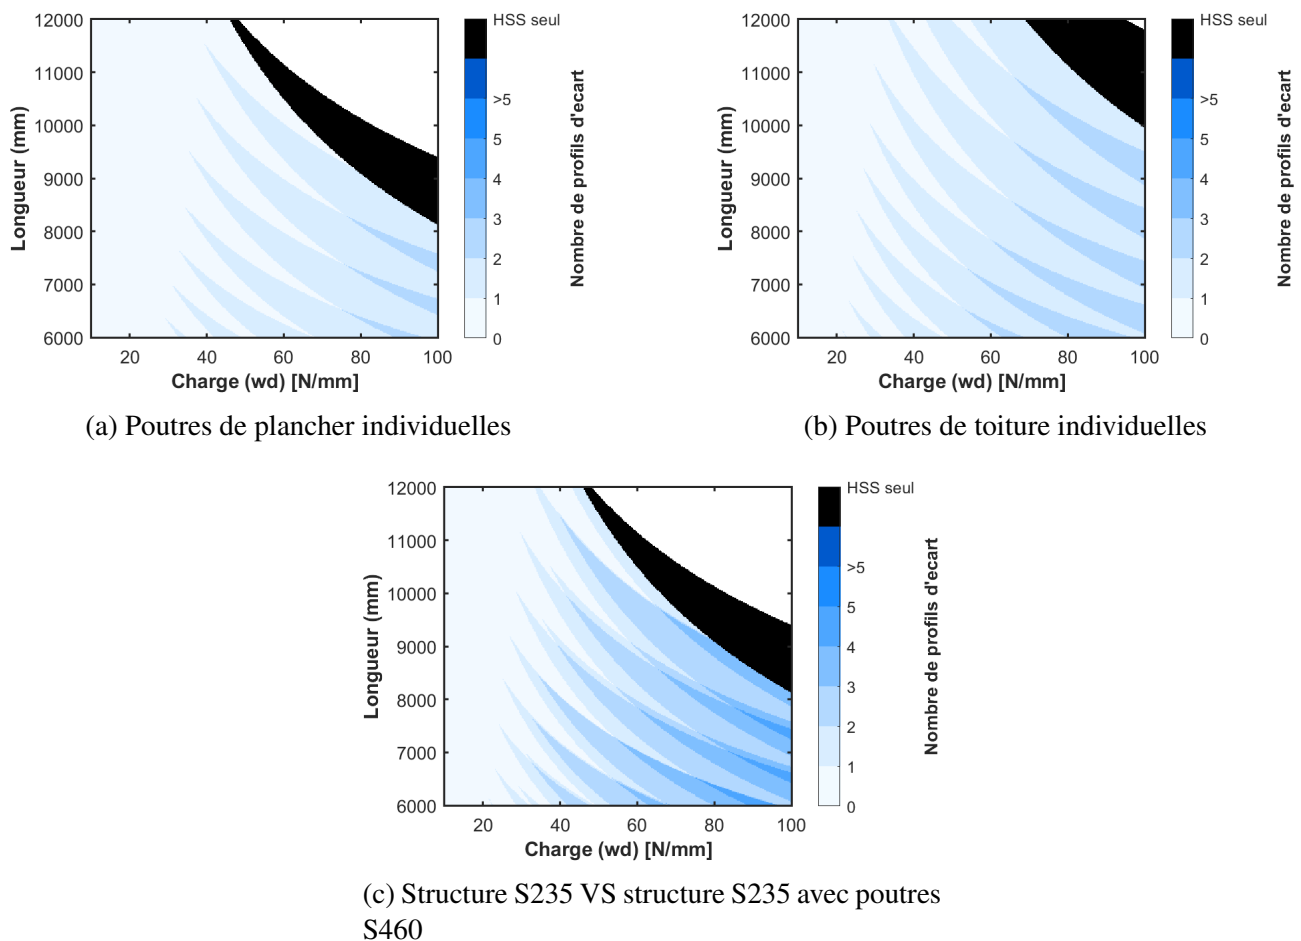 12000
11000
10000
9000
8000
7000
6000
Longueur (mm)
20 40 60 80 100
Charge (wd) [N/mm]
HSS seul
>5
5
4
3
2
1
0
Nombre de profils d'ecart
(a) Poutres de plancher individuelles
12000
11000
10000
9000
8000
7000
6000
Longueur (mm)
20 40 60 80 100
Charge (wd) [N/mm]
HSS seul
>5
5
4
3
2
1
0
Nombre de profils d'ecart
(b) Poutres de toiture individuelles
12000
11000
10000
9000
8000
7000
6000
Longueur (mm)
20 40 60 80 100
Charge (wd) [N/mm]
HSS seul
>5
5
4
3
2
1
0
Nombre de profils d'ecart
(c) Structure S235 VS structure S235 avec poutres
S460